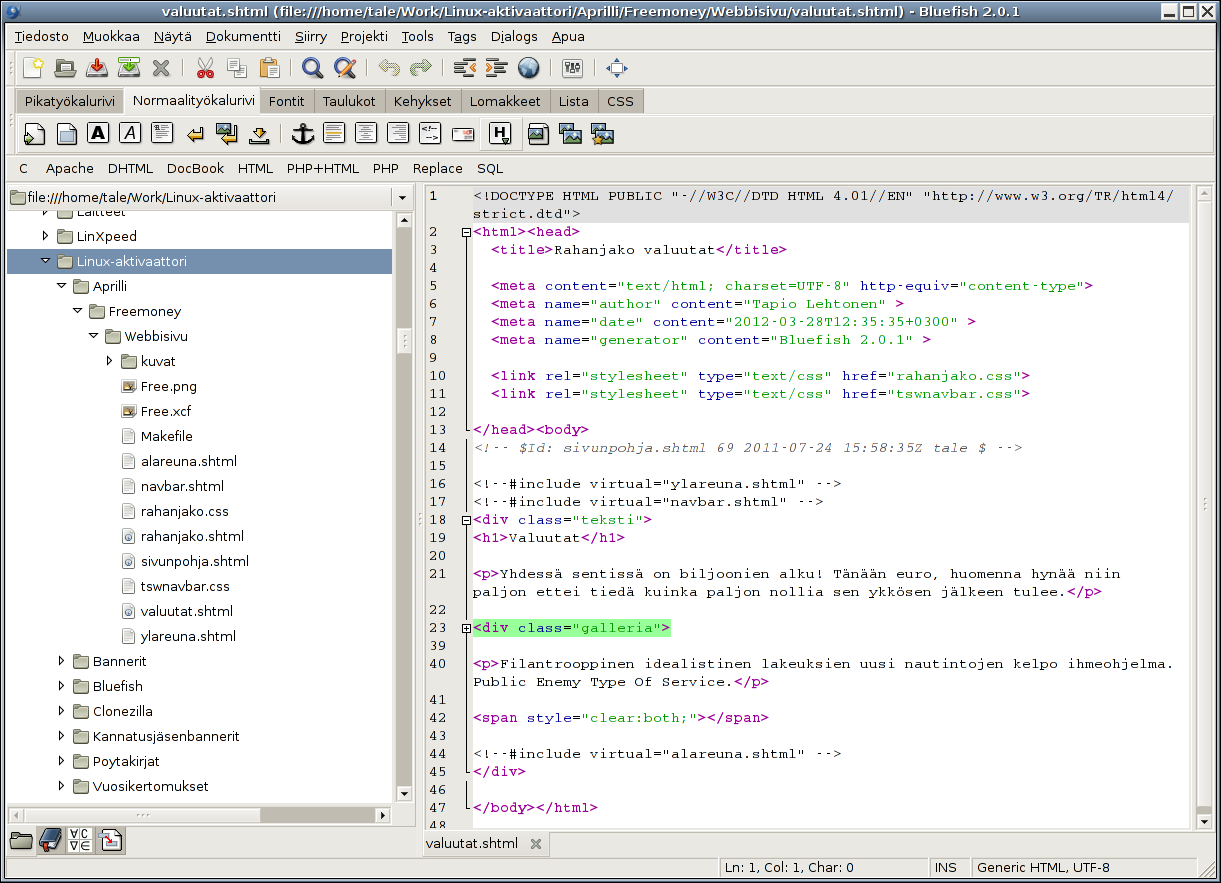 valuutat.shtml (file:///home/tale/Work/Linux-aktivaattori/Aprilli/Freemoney/Webbisivu/valuutat.shtml) - Bluefish 2.0.1
Tiedosto Muokkaa Näytä Dokumentti Siirry Projekti Tools Tags Dialogs Apua
Pikatyökalurivi Normaalityökalurivi Fontit Taulukot Kehykset Lomakkeet Lista CSS
C Apache DHTML DocBook HTML PHP+HTML PHP Replace SQL
file:///home/tale/Work/Linux-aktivaattori
Laitteet
LinXpeed
Linux-aktivaattori
Aprilli
Freemoney
Webbisivu
kuvat
Free.png
Free.xcf
Makefile
alareuna.shtml
navbar.shtml
rahanjako.css
rahanjako.shtml
sivunpohja.shtml
tswnavbar.css
valuutat.shtml
ylareuna.shtml
Bannerit
Bluefish
Clonezilla
Kannatusjäsenbannerit
Poytakirjat
Vuosikertomukset
1 <!DOCTYPE HTML PUBLIC "-//W3C//DTD HTML 4.01//EN" "http://www.w3.org/TR/html4/
strict.dtd">
2 <html><head>
3 <title>Rahanjako valuutat</title>
4
5 <meta content="text/html; charset=UTF-8" http-equiv="content-type">
6 <meta name="author" content="Tapio Lehtonen" >
7 <meta name="date" content="2012-03-28T12:35:35+0300" >
8 <meta name="generator" content="Bluefish 2.0.1" >
9
10 <link rel="stylesheet" type="text/css" href="rahanjako.css">
11 <link rel="stylesheet" type="text/css" href="tswnavbar.css">
12
13 </head><body>
14 <!-- $Id: sivunpohja.shtml 69 2011-07-24 15:58:35Z tale $ -->
15
16 <!--#include virtual="ylareuna.shtml" -->
17 <!--#include virtual="navbar.shtml" -->
18 <div class="teksti">
19 <h1>Valuutat</h1>
20
21 <p>Yhdessä sentissä on biljoonien alku! Tänään euro, huomenna hynää niin
paljon ettei tiedä kuinka paljon nollia sen ykkösen jälkeen tulee.</p>
22
23 <div class="galleria">
39
40 <p>Filantrooppinen idealistinen lakeuksien uusi nautintojen kelpo ihmeohjelma.
Public Enemy Type Of Service.</p>
41
42 <span style="clear:both;"></span>
43
44 <!--#include virtual="alareuna.shtml" -->
45 </div>
46
47 </body></html>
48
valuutat.shtml
Ln: 1, Col: 1, Char: 0 INS Generic HTML, UTF-8